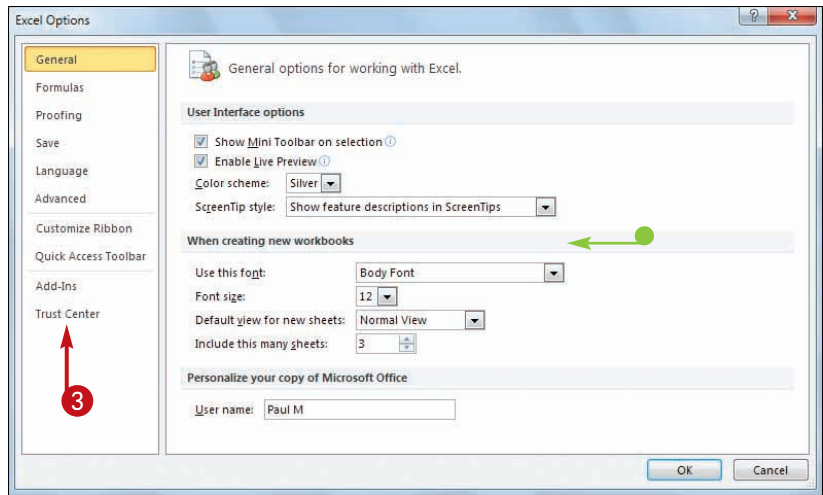 Excel Options
General
Formulas
Proofing
Save
Language
Advanced
Customize Ribbon
Quick Access Toolbar
Add-Ins
Trust Center
3
General options for working with Excel.
User Interface options
Show Mini Toolbar on selection
Enable Live Preview
Color scheme: Silver
ScreenTip style: Show feature descriptions in ScreenTips
When creating new workbooks
Use this font: Body Font
Font size: 12
Default view for new sheets: Normal View
Include this many sheets: 3
Personalize your copy of Microsoft Office
User name: Paul M
OK Cancel